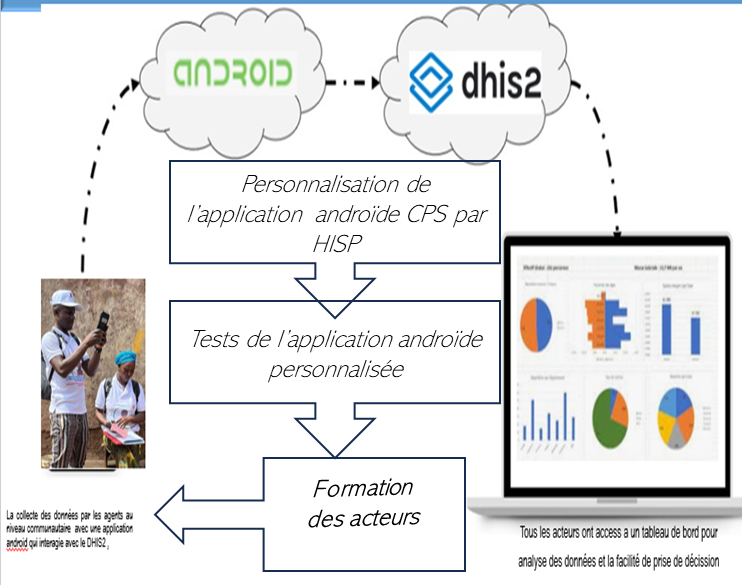 ANDROID
dhis2
Personnalisation de
l'application androïde CPS par
HISP
Tests de l'application androïde
personnalisée
Formation
des acteurs
La collecte des données par les agents au
niveau communautaire avec une application
android qui interagie avec le DHIS2 ,
Tous les acteurs ont access a un tableau de bord pour
analyse des données et la facilité de prise de décission